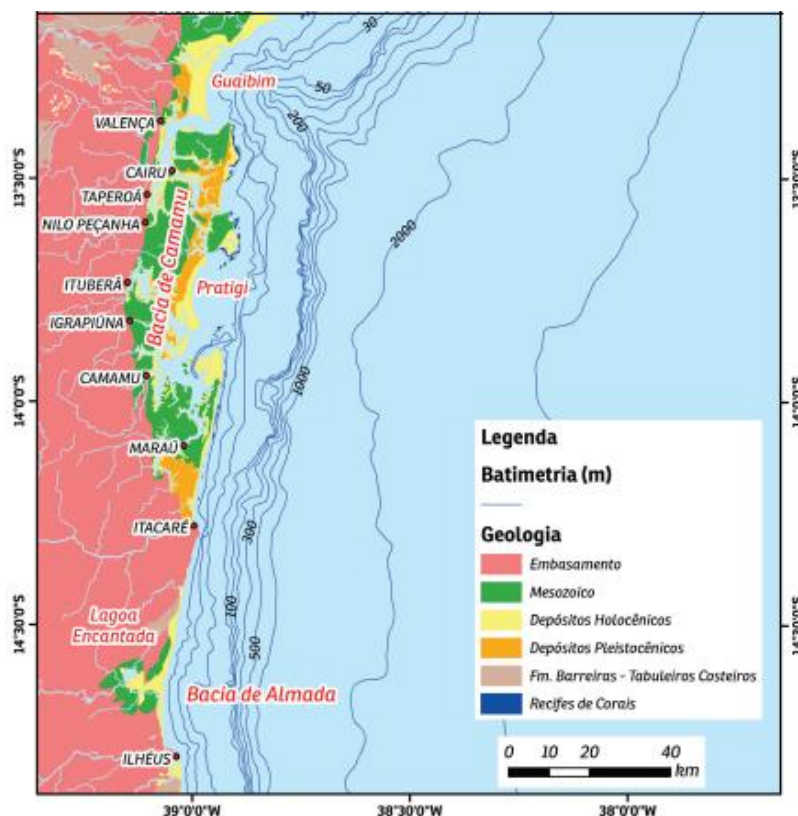 Guaibim
30
50
200
VALENÇA
CAIRU
TAPEROÁ
NILO PEÇANHA
Bacia de Camamu
2000
ITUBERÁ
Pratigi
IGRAPIÚNA
CAMAMU
1000
MARAÚ
ITACARÉ
300
Lagoa
Encantada
100
500
Bacia de Almada
ILHÉUS
13°30'0"S
14°0'0"S
14°30'0"S
13°30'0"S
14°0'0"S
14°30'0"S
Legenda
Batimetria (m)
Geologia
Embasamento
Mesozoico
Depósitos Holocênicos
Depósitos Pleistocênicos
Fm. Barreiras - Tabuleiros Costeiros
Recifes de Corais
0 10 20 40
km
39°0'0"W
38°30'0"W
38°0'0"W